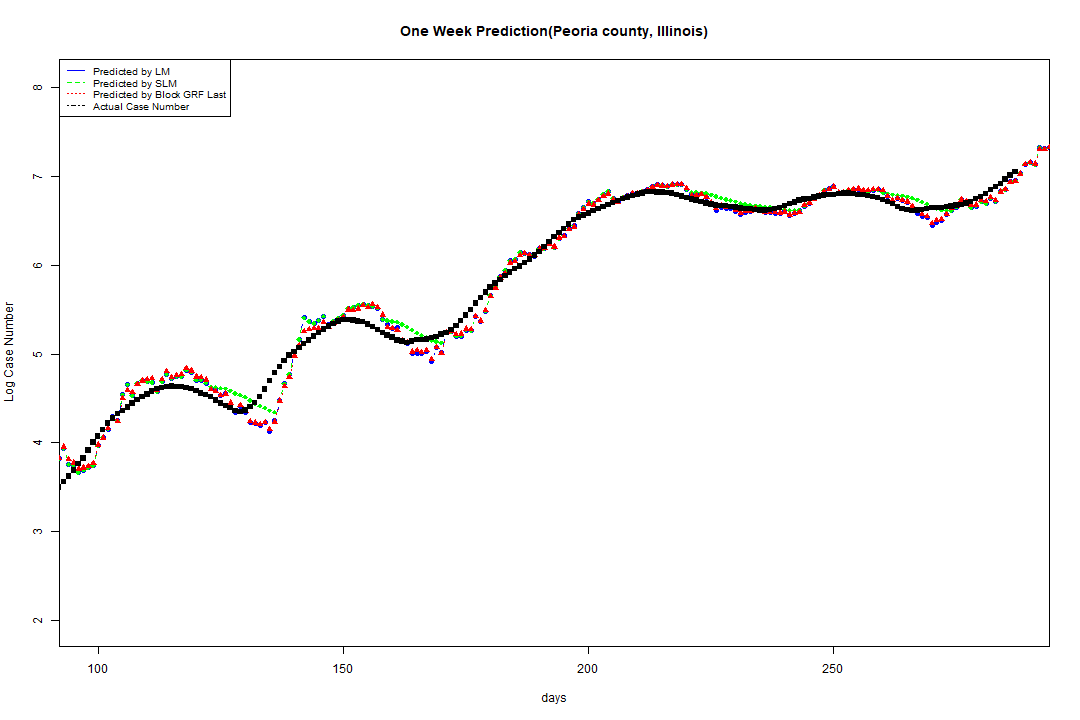 One Week Prediction(Peoria county, Illinois)
Predicted by LM
Predicted by SLM
Predicted by Block GRF Last
Actual Case Number
8
7
6
5
4
3
2
Log Case Number
100 150 200 250
days